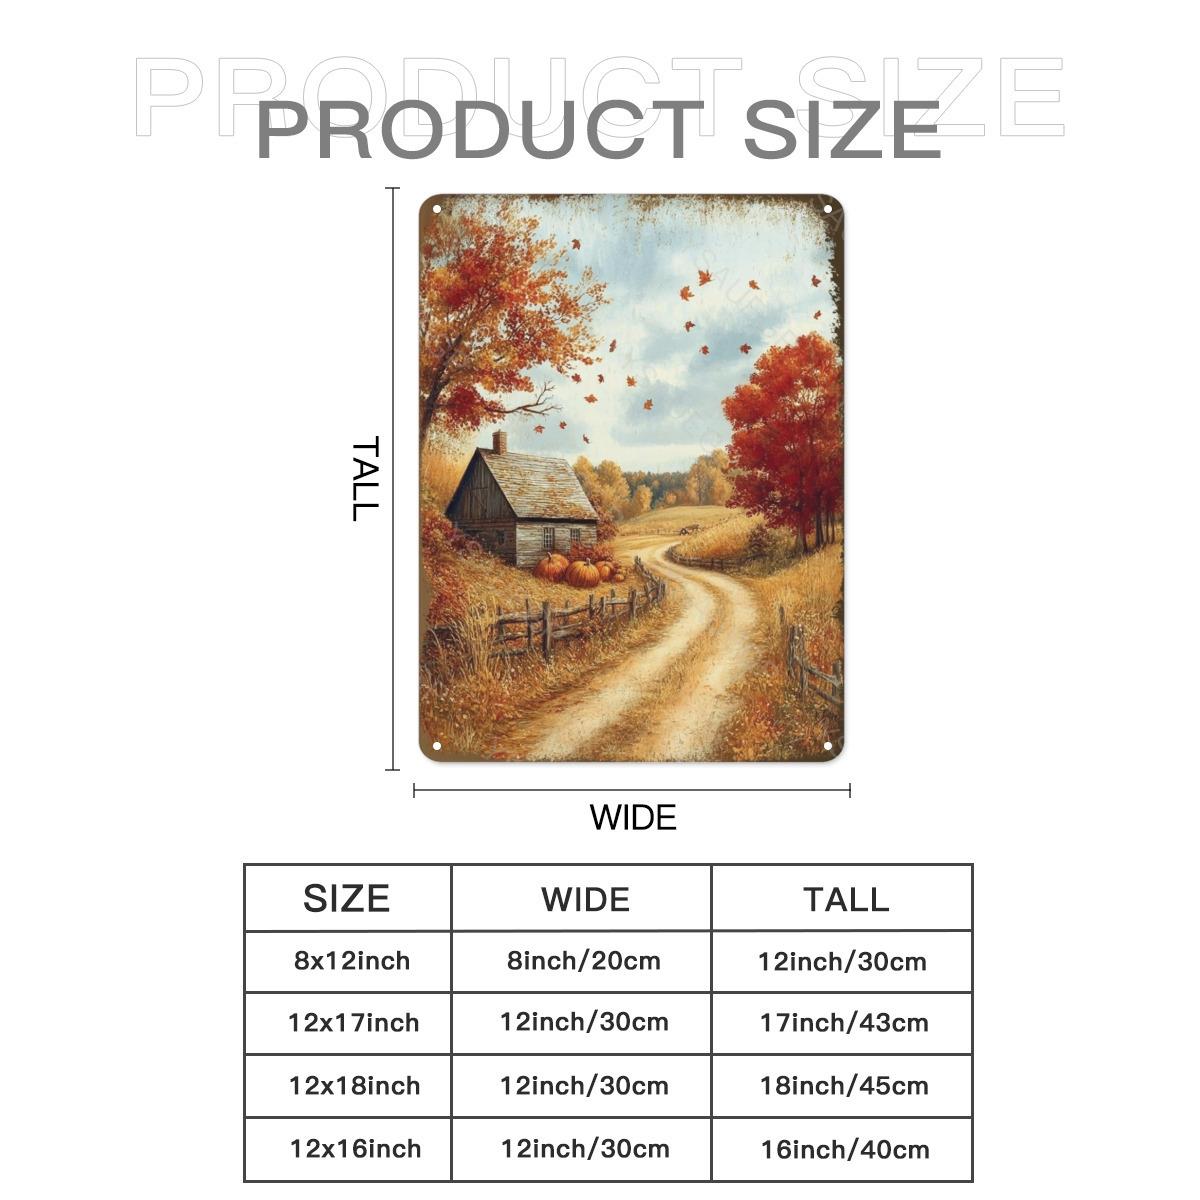 PRODUCT SIZE
PRODUCT SIZE
TALL
WIDE
SIZE WIDE TALL
8x12inch 8inch/20cm 12inch/30cm
12x17inch 12inch/30cm 17inch/43cm
12x18inch 12inch/30cm 18inch/45cm
12x16inch 12inch/30cm 16inch/40cm